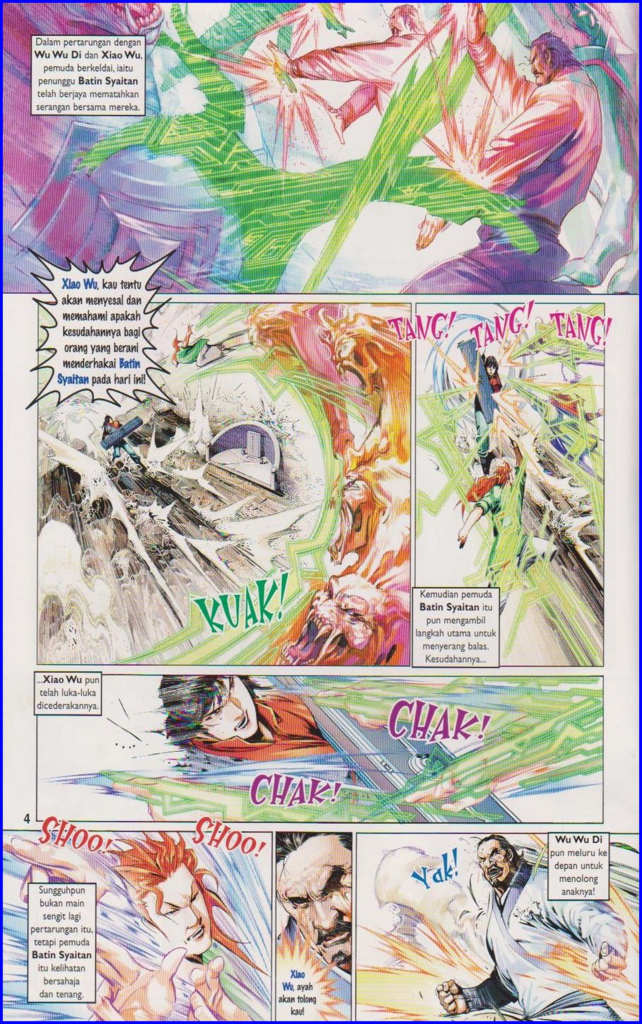 Dalam pertarungan dengan
Wu Wu Di dan Xiao Wu,
pemuda berkeldai, iaitu
penunggu Batin Syaitan
telah berjaya mematahkan
serangan bersama mereka.
Xiao Wu, kau tentu
akan menyesal dan
memahami apakah
kesudahannya bagi
orang yang berani
menderhakai Batin
Syaitan pada hari ini!
KUAK!
TANG! TANG! TANG!
Kemudian pemuda
Batin Syaitan itu
pun mengambil
langkah utama untuk
menyerang balas.
Kesudahannya...
...Xiao Wu pun
telah luka-luka
dicederakannya.
CHAK!
CHAK!
4
SHOO! SHOO!
Sungguhpun
bukan main
sengit lagi
pertarungan itu,
tetapi pemuda
Batin Syaitan
itu kelihatan
bersahaja
dan tenang.
Xiao
Wu, ayah
akan tolong
kau!
Yak!
Wu Wu Di
pun meluru ke
depan untuk
menolong
anaknya!